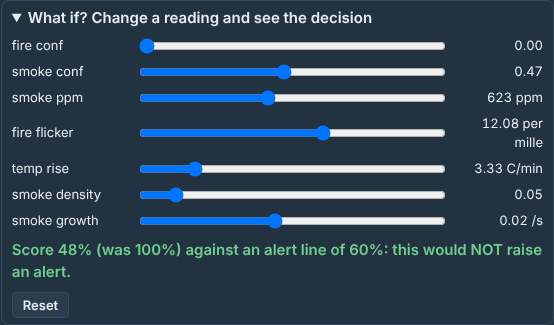 ▼ What if? Change a reading and see the decision
fire conf 0.00
smoke conf 0.47
smoke ppm 623 ppm
fire flicker 12.08 per
mille
temp rise 3.33 C/min
smoke density 0.05
smoke growth 0.02 /s
Score 48% (was 100%) against an alert line of 60%: this would NOT raise
an alert.
Reset